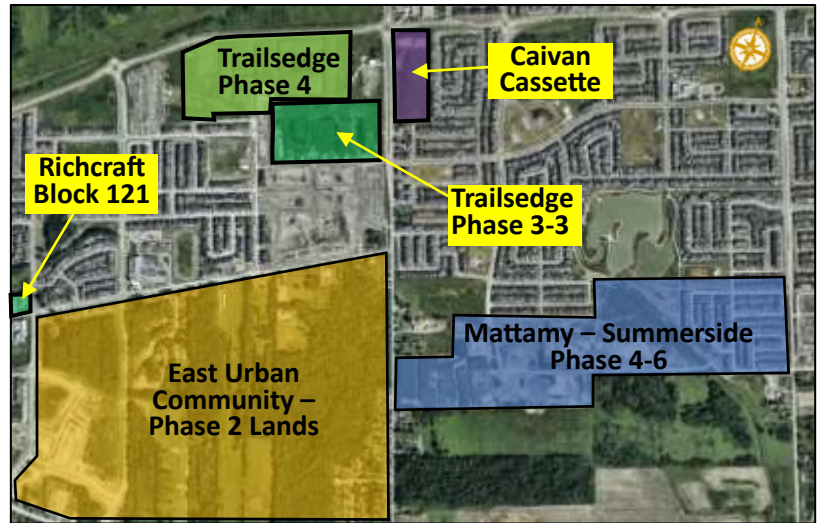 Trailsedge
Phase 4
Caivan
Cassette
Richcraft
Block 121
Trailsedge
Phase 3-3
Mattamy – Summerside
Phase 4-6
East Urban
Community –
Phase 2 Lands